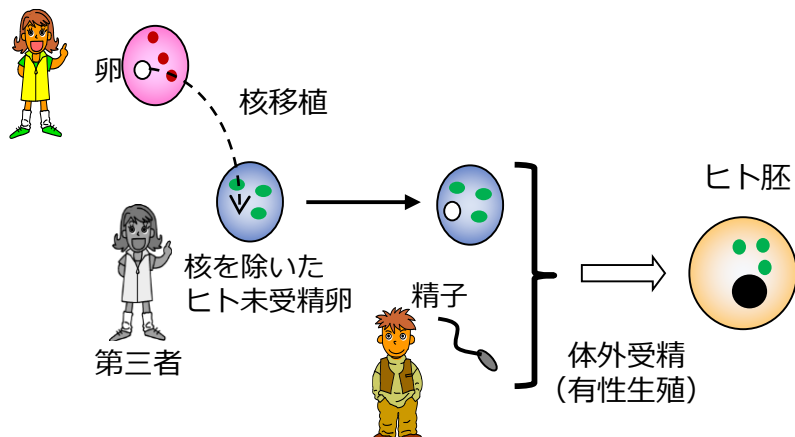 卵
核移植
ヒト胚
核を除いた
ヒト未受精卵
精子
第三者
体外受精
（有性生殖）